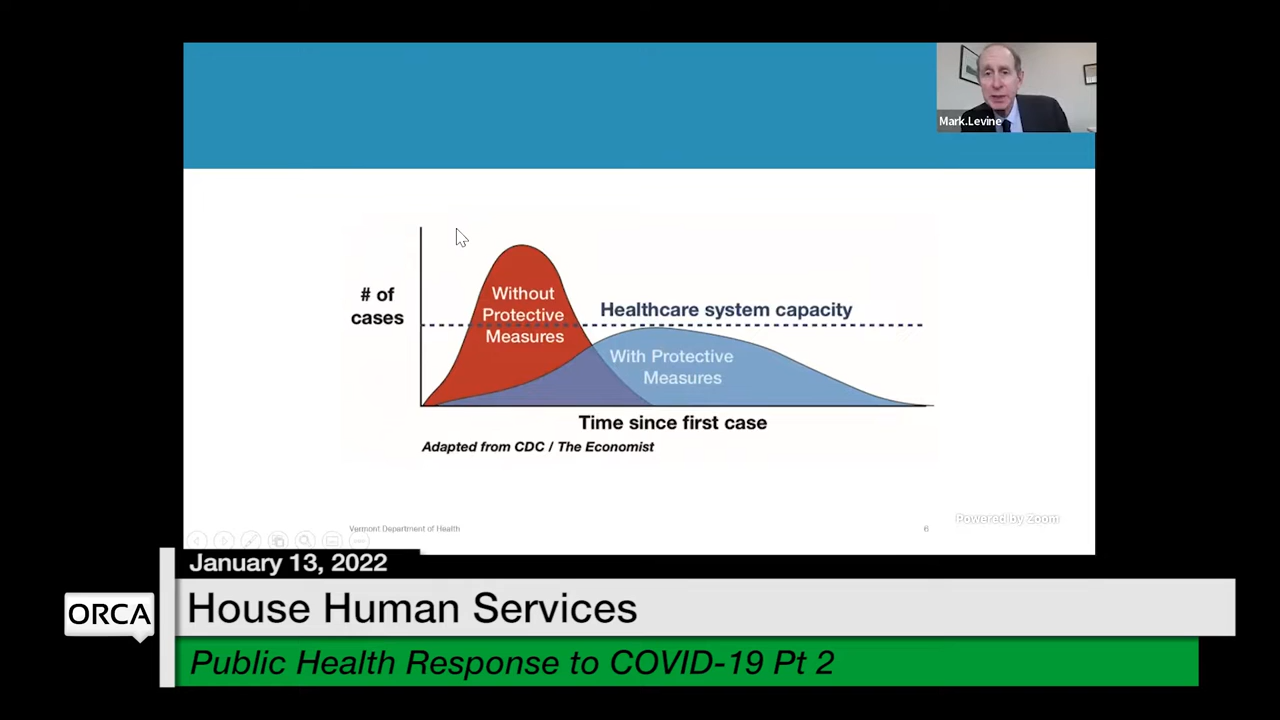 Mark.Levine
# of
cases
Without
Protective
Measures
Healthcare system capacity
With Protective
Measures
Time since first case
Adapted from CDC / The Economist
Vermont Department of Health
6
Powered by Zoom
January 13, 2022
ORCA
House Human Services
Public Health Response to COVID-19 Pt 2